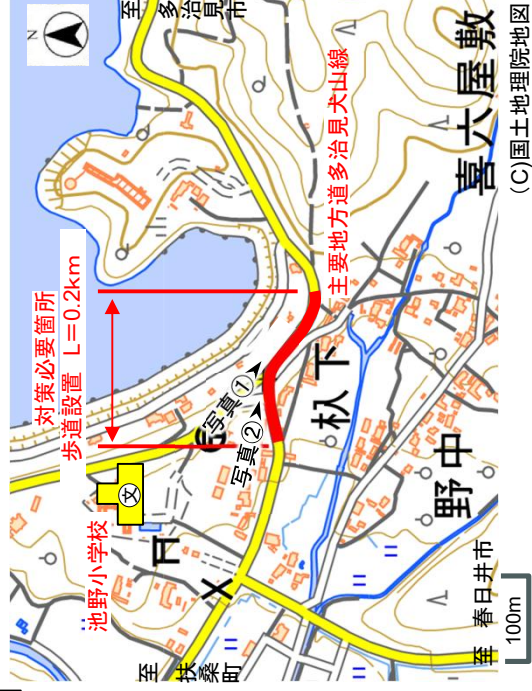 N
至
多治見市
対策必要箇所
歩道設置 L=0.2km
主要地方道多治見犬山線
写真①
写真②
池野小学校
文
杁下
野中
喜六屋敷
至
扶桑町
至 春日井市
100m
(C)国土地理院地図